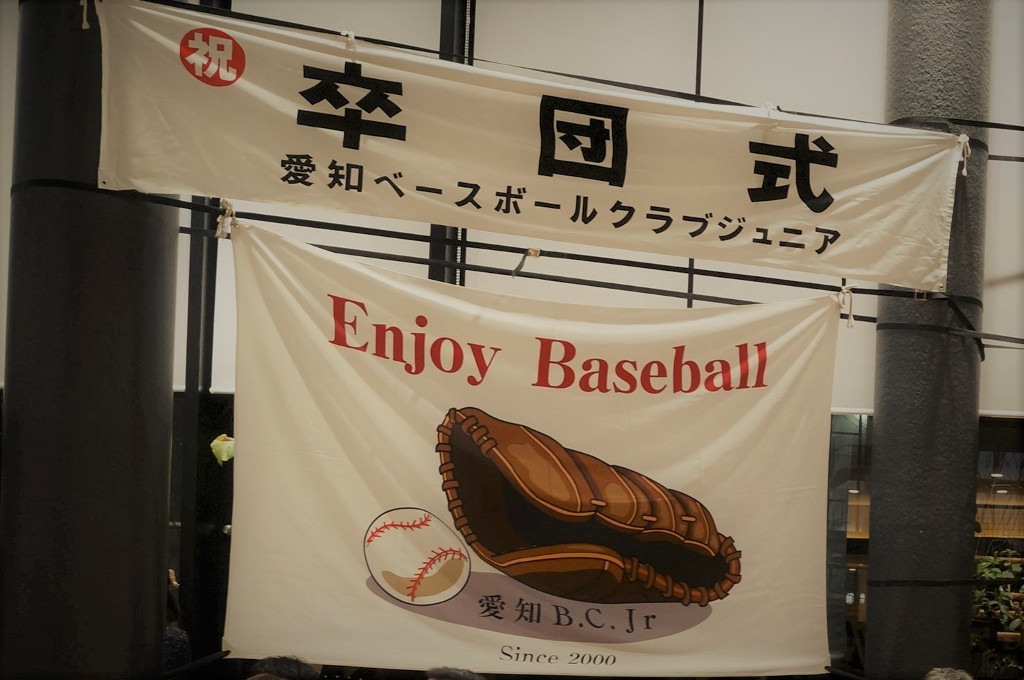 祝
卒団式
愛知ベースボールクラブジュニア
Enjoy Baseball
愛知B.C.Jr
Since 2000